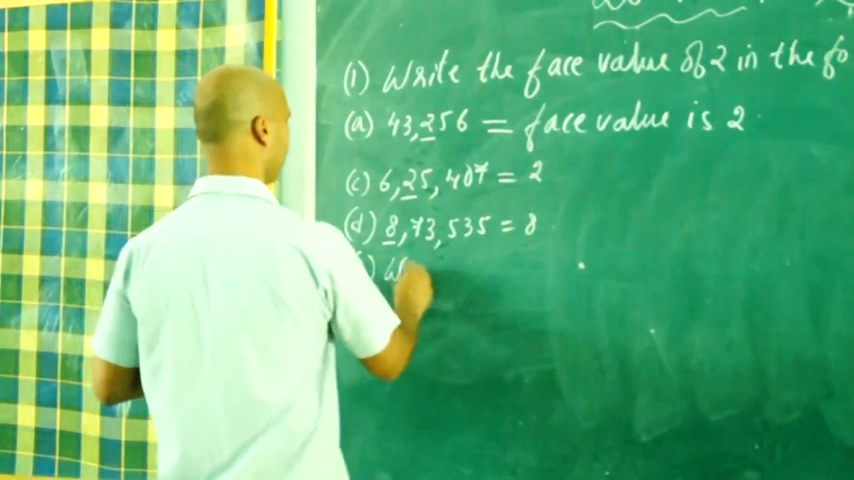 (1) Write the face value of 2 in the fo
(a) 43,256 = face value is 2
(c) 6,25,407 = 2
(d) 8,73,535 = 8